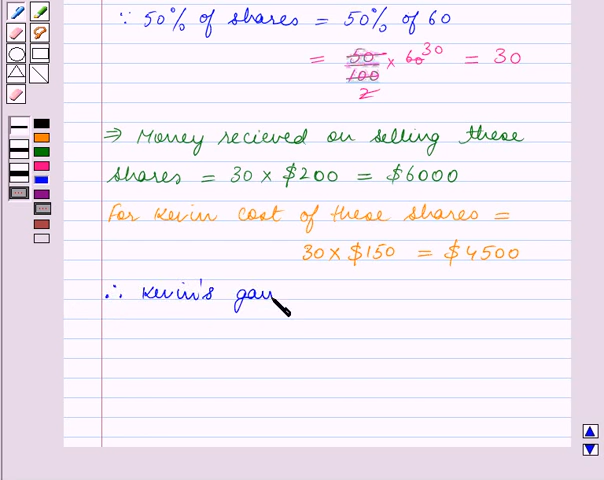 ∵ 50% of shares = 50% of 60
= 50/100 2 × 60 30 = 30
⇒ Money recieved on selling these
shares = 30 × $200 = $6000
For Kevin cost of these shares =
30 × $150 = $4500
∴ Kevin's gai